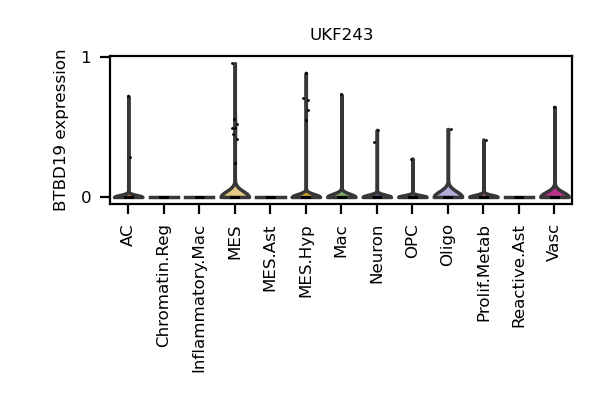 UKF243
BTBD19 expression
1
0
AC
Chromatin.Reg
Inflammatory.Mac
MES
MES.Ast
MES.Hyp
Mac
Neuron
OPC
Oligo
Prolif.Metab
Reactive.Ast
Vasc